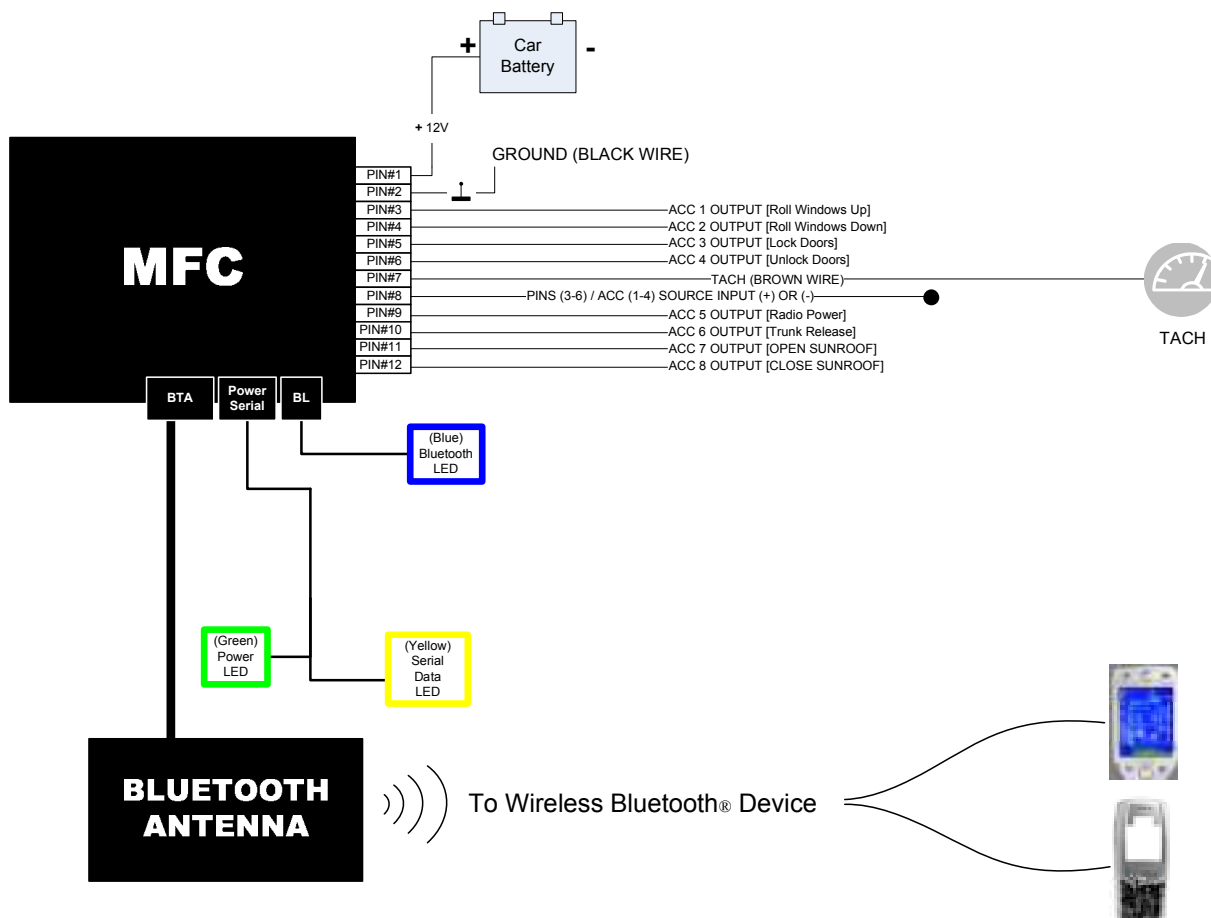 +
Car
Battery
-
+ 12V
GROUND (BLACK WIRE)
MFC
PIN#1
PIN#2
PIN#3
ACC 1 OUTPUT [Roll Windows Up]
PIN#4
ACC 2 OUTPUT [Roll Windows Down]
PIN#5
ACC 3 OUTPUT [Lock Doors]
PIN#6
ACC 4 OUTPUT [Unlock Doors]
PIN#7
TACH (BROWN WIRE)
PIN#8
PINS (3-6) / ACC (1-4) SOURCE INPUT (+) OR (-)
PIN#9
ACC 5 OUTPUT [Radio Power]
PIN#10
ACC 6 OUTPUT [Trunk Release]
PIN#11
ACC 7 OUTPUT [OPEN SUNROOF]
PIN#12
ACC 8 OUTPUT [CLOSE SUNROOF]
TACH
BTA
Power
Serial
BL
(Blue)
Bluetooth
LED
(Green)
Power
LED
(Yellow)
Serial
Data
LED
BLUETOOTH
ANTENNA
To Wireless Bluetooth® Device